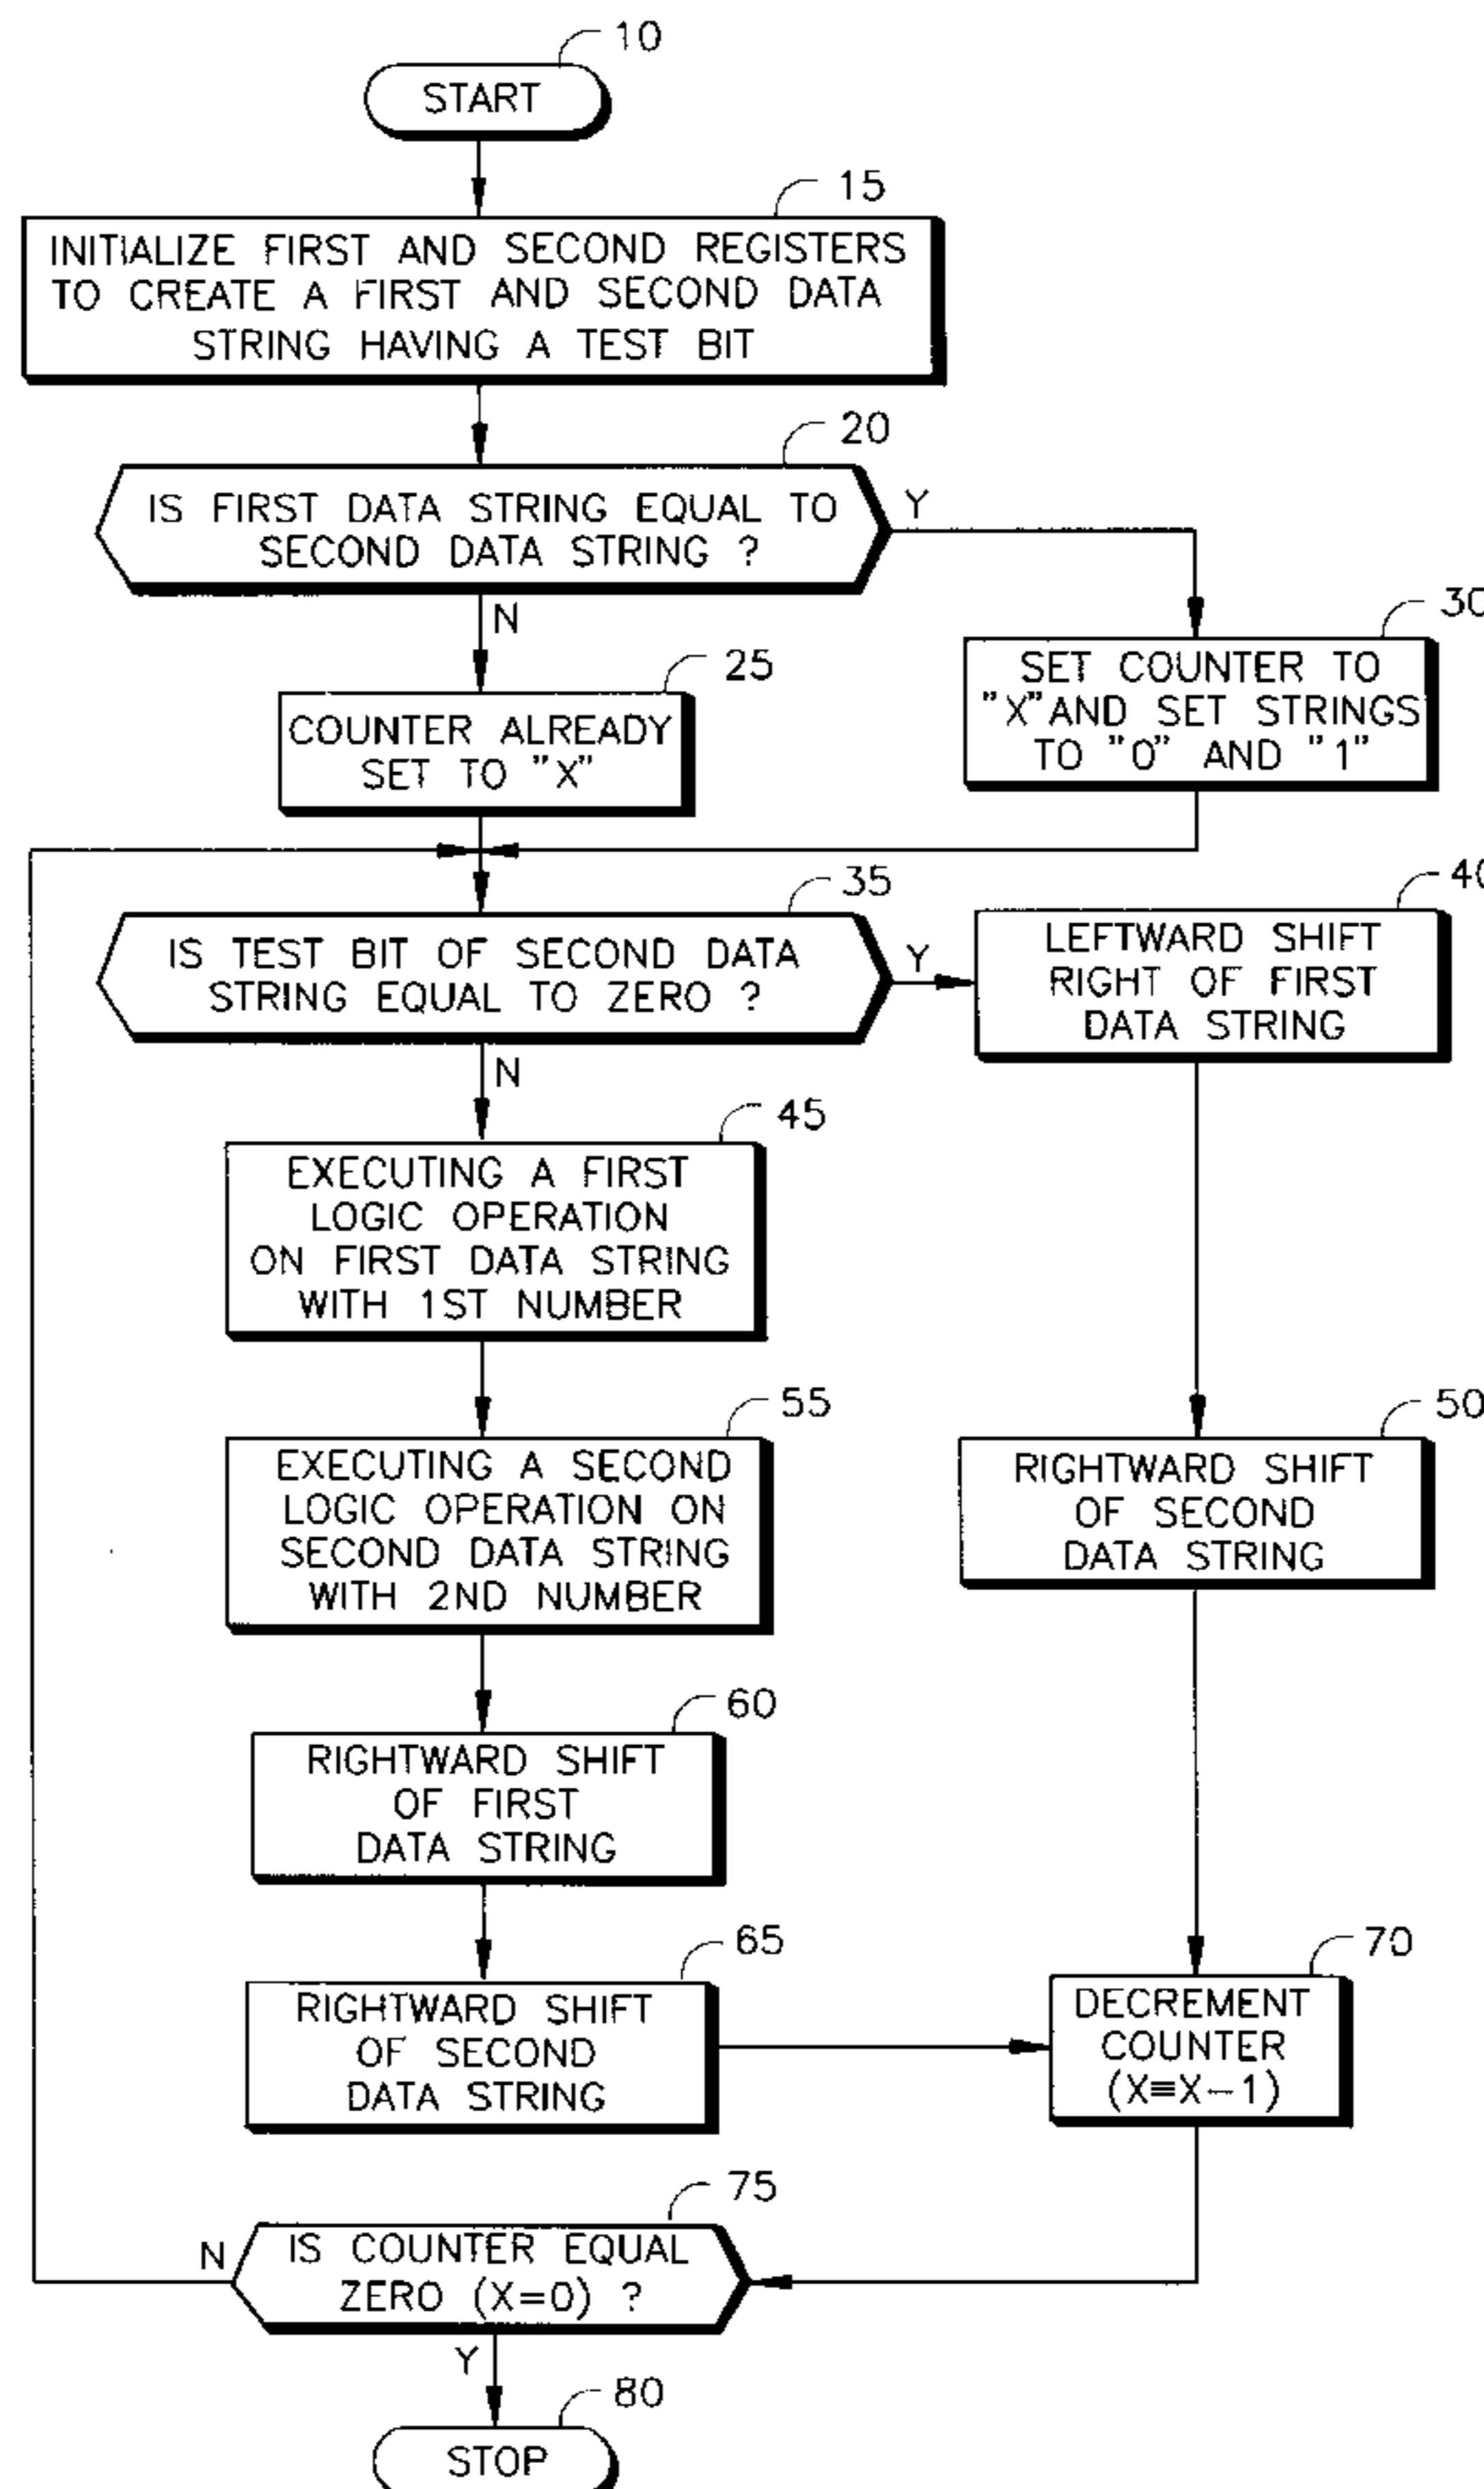 10
START
15
INITIALIZE FIRST AND SECOND REGISTERS
TO CREATE A FIRST AND SECOND DATA
STRING HAVING A TEST BIT
20
IS FIRST DATA STRING EQUAL TO
SECOND DATA STRING ?
Y
N
30
SET COUNTER TO
"X" AND SET STRINGS
TO "0" AND "1"
25
COUNTER ALREADY
SET TO "X"
35
IS TEST BIT OF SECOND DATA
STRING EQUAL TO ZERO ?
Y
N
40
LEFTWARD SHIFT
RIGHT OF FIRST
DATA STRING
45
EXECUTING A FIRST
LOGIC OPERATION
ON FIRST DATA STRING
WITH 1ST NUMBER
55
EXECUTING A SECOND
LOGIC OPERATION ON
SECOND DATA STRING
WITH 2ND NUMBER
50
RIGHTWARD SHIFT
OF SECOND
DATA STRING
60
RIGHTWARD SHIFT
OF FIRST
DATA STRING
65
RIGHTWARD SHIFT
OF SECOND
DATA STRING
70
DECREMENT
COUNTER
(X≡X-1)
75
IS COUNTER EQUAL
ZERO (X=0) ?
N
Y
80
STOP